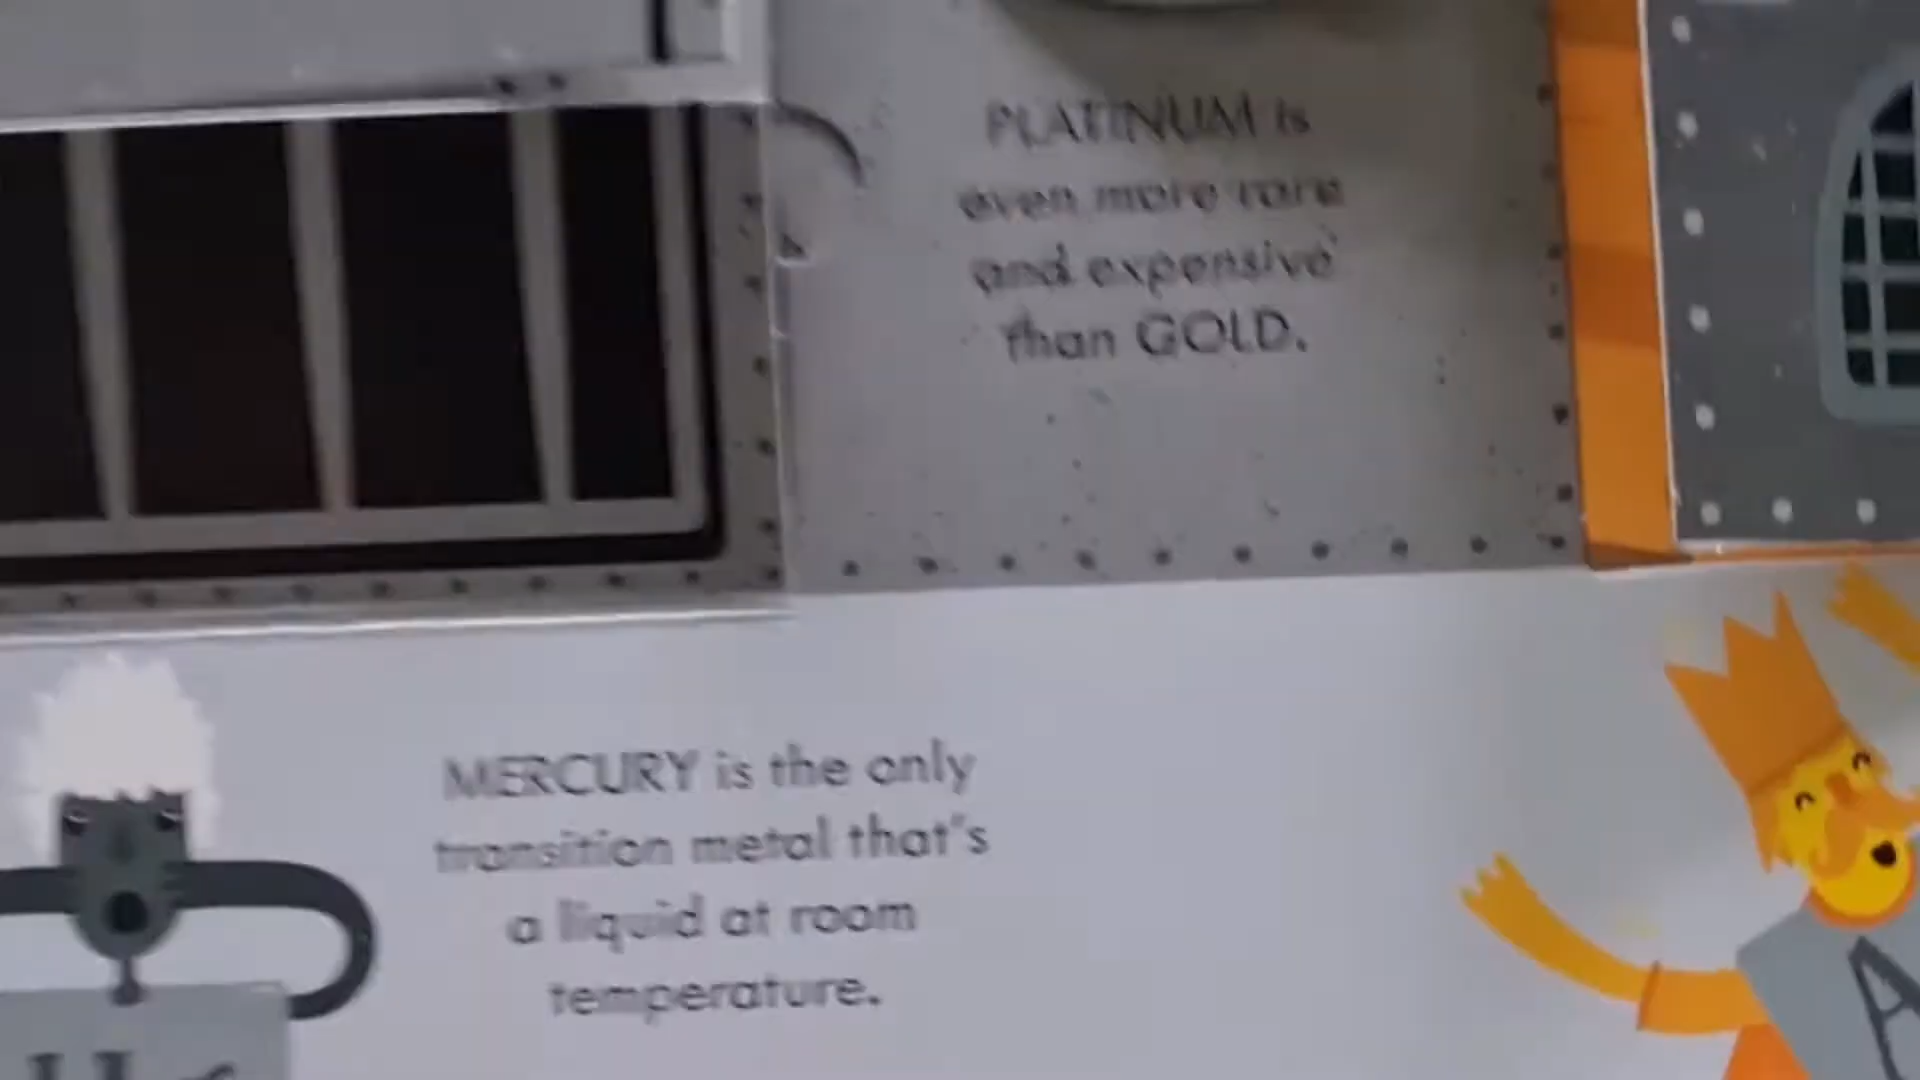 PLATINUM is
even more rare
and expensive
than GOLD.
MERCURY is the only
transition metal that's
a liquid at room
temperature.
Hg
A